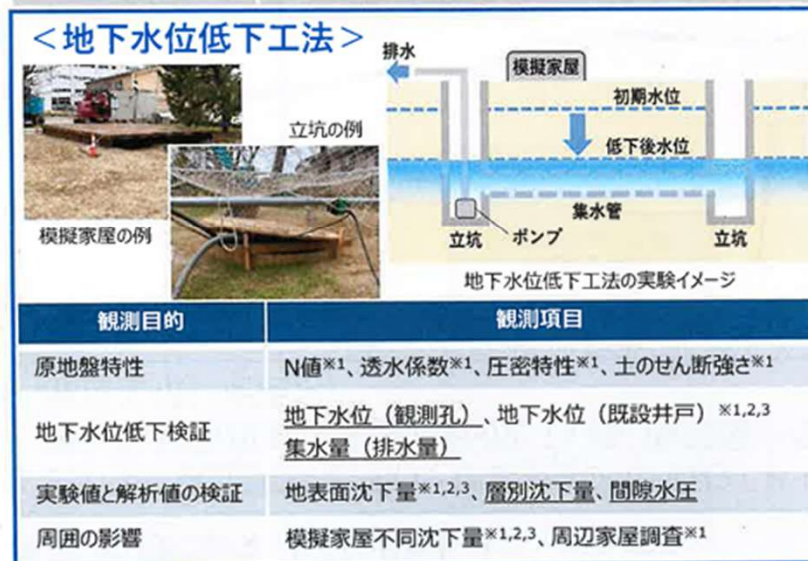 ＜地下水位低下工法＞
模擬家屋の例
立坑の例
排水
模擬家屋
初期水位
低下後水位
集水管
立坑
ポンプ
立坑
地下水位低下工法の実験イメージ
観測目的 観測項目
原地盤特性 N値※1、透水係数※1、圧密特性※1、土のせん断強さ※1
地下水位低下検証 地下水位（観測孔）、地下水位（既設井戸）※1,2,3
集水量（排水量）
実験値と解析値の検証 地表面沈下量※1,2,3、層別沈下量、間隙水圧
周囲の影響 模擬家屋不同沈下量※1,2,3、周辺家屋調査※1